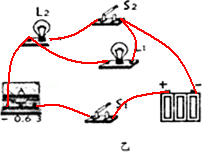 L₂ S₂
L¹
A
S₁ + -
- 0.6 3
乙